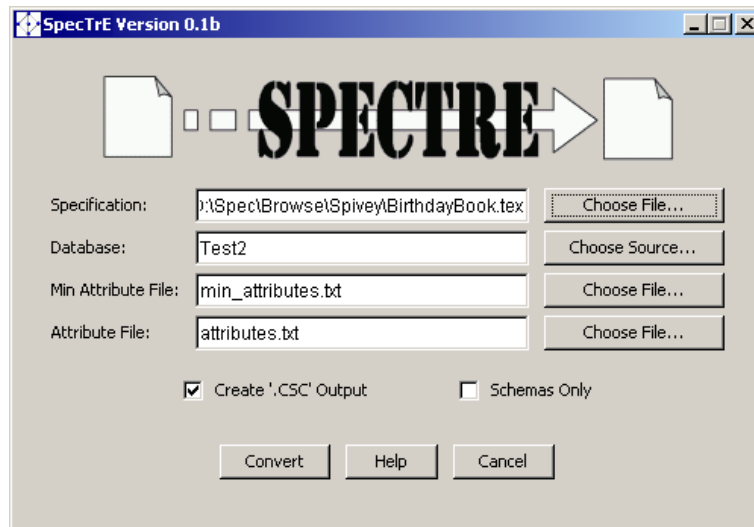 SpecTrE Version 0.1b
SPECTRE
Specification: :\Spec\Browse\Spivey\BirthdayBook.tex Choose File...
Database: Test2 Choose Source...
Min Attribute File: min_attributes.txt Choose File...
Attribute File: attributes.txt Choose File...
Create '.CSC' Output Schemas Only
Convert Help Cancel